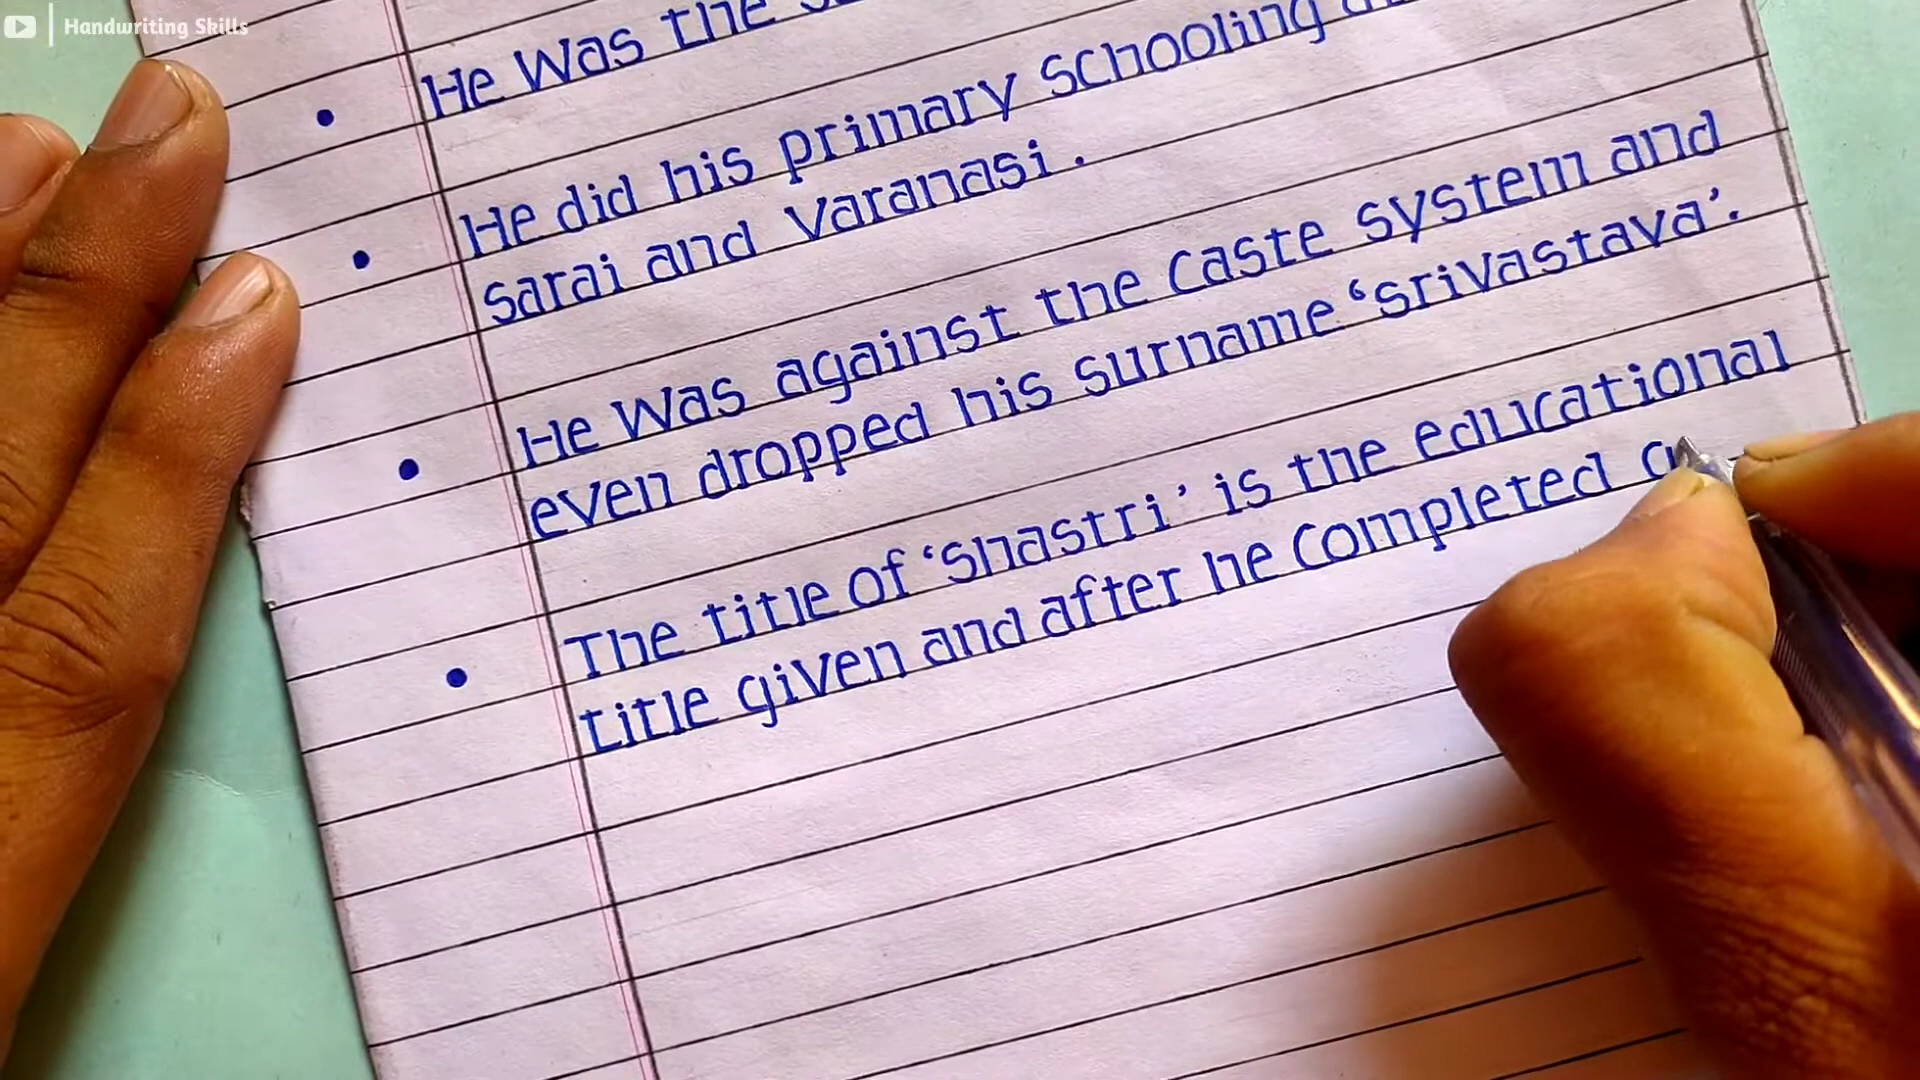 Handwriting Skills
He Was the
He did his primary Schooling
Sarai and Varanasi.
He Was against the Caste System and
even dropped his surname ‘Srivastava’.
The title of ‘Shastri’ is the educational
title given and after he Completed